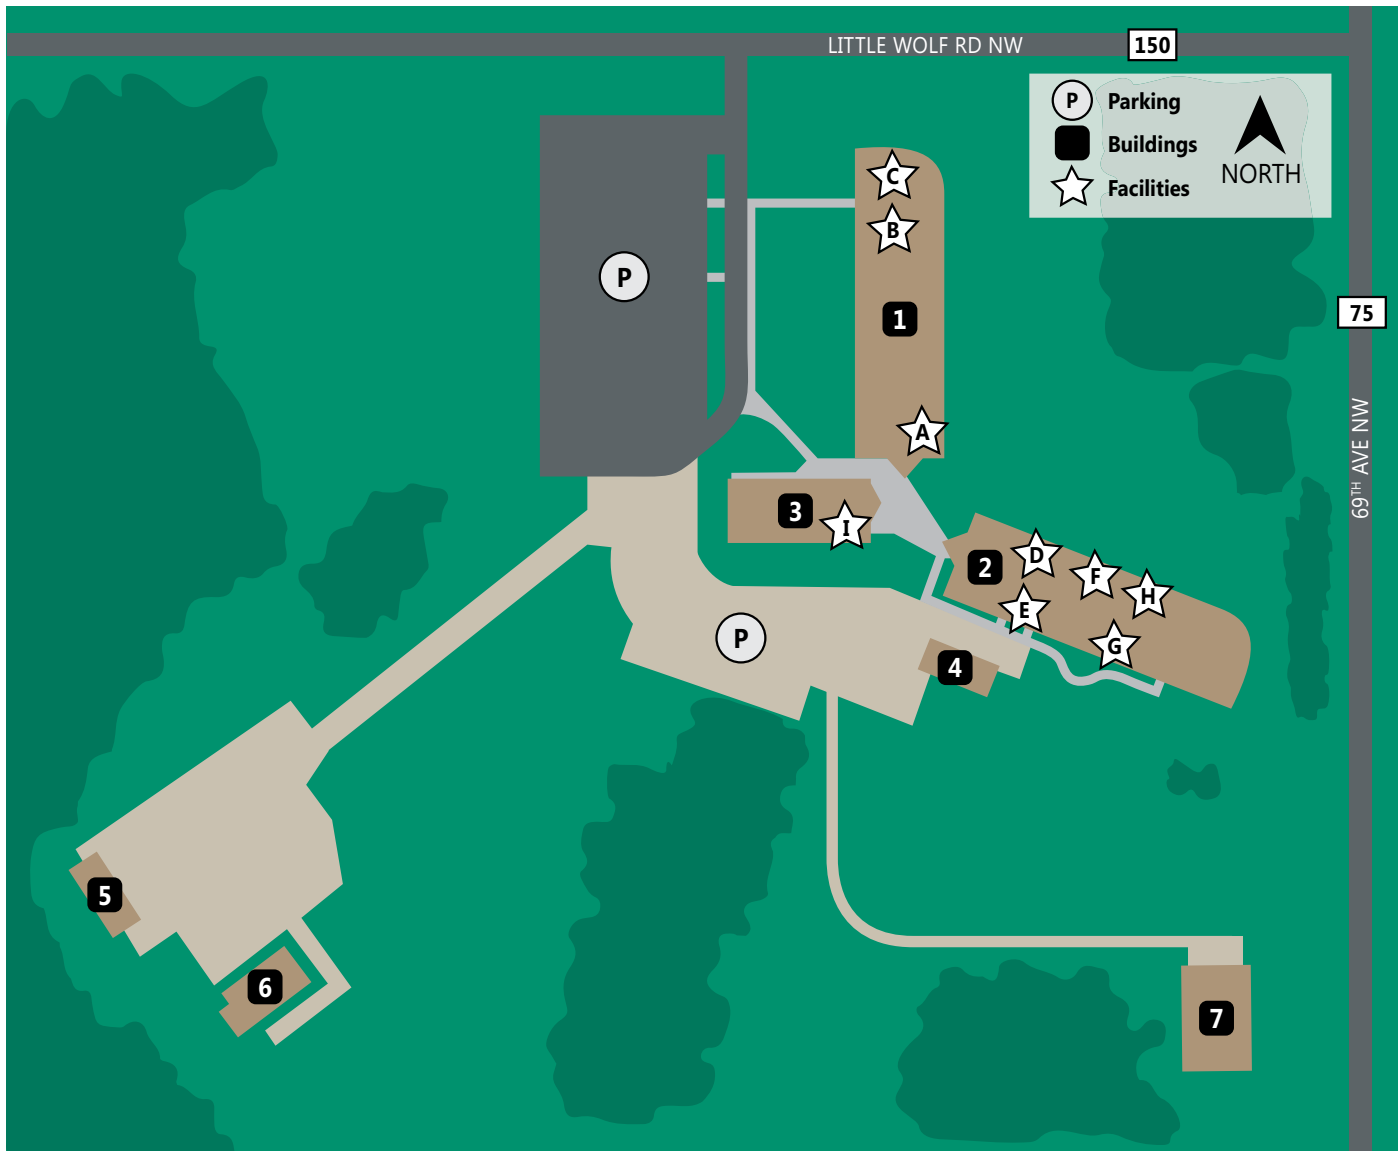 LITTLE WOLF RD NW
150
P Parking
Buildings
Facilities
NORTH
C
B
P
1
75
A
69TH AVE NW
3
I
2
D
F
H
E
G
P
4
5
6
7